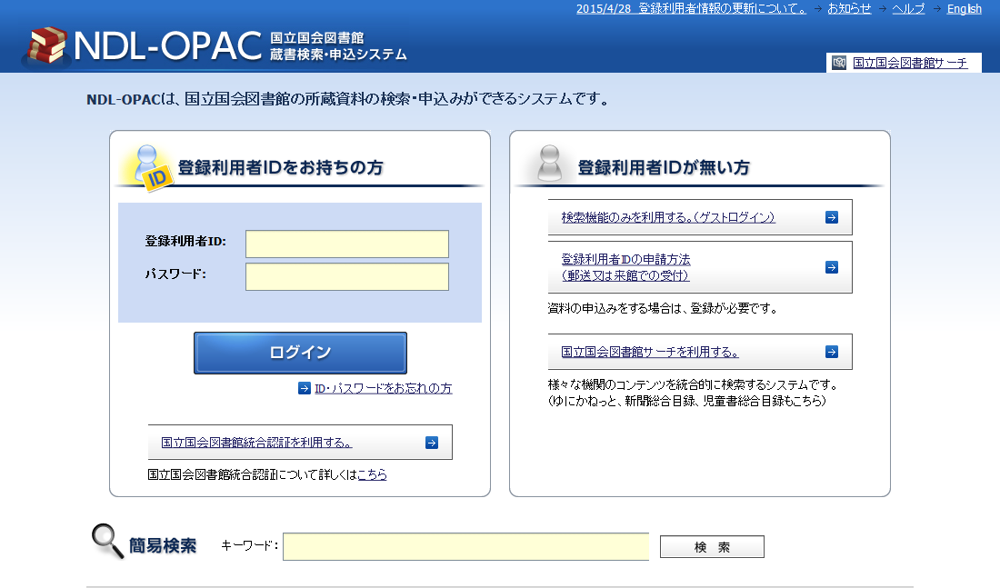 2015/4/28 登録利用者情報の更新について。 お知らせ ヘルプ English
NDL-OPAC 国立国会図書館
蔵書検索・申込システム
国立国会図書館サーチ
NDL-OPACは、国立国会図書館の所蔵資料の検索・申込みができるシステムです。
ID 登録利用者IDをお持ちの方
登録利用者ID:
パスワード:
ログイン
ID・パスワードをお忘れの方
国立国会図書館統合認証を利用する。
国立国会図書館統合認証について詳しくはこちら
登録利用者IDが無い方
検索機能のみを利用する。(ゲストログイン)
登録利用者IDの申請方法
(郵送又は来館での受付)
資料の申込みをする場合は、登録が必要です。
国立国会図書館サーチを利用する。
様々な機関のコンテンツを統合的に検索するシステムです。
(ゆにかねっと、新聞総合目録、児童書総合目録もこちら)
簡易検索 キーワード: 検 索